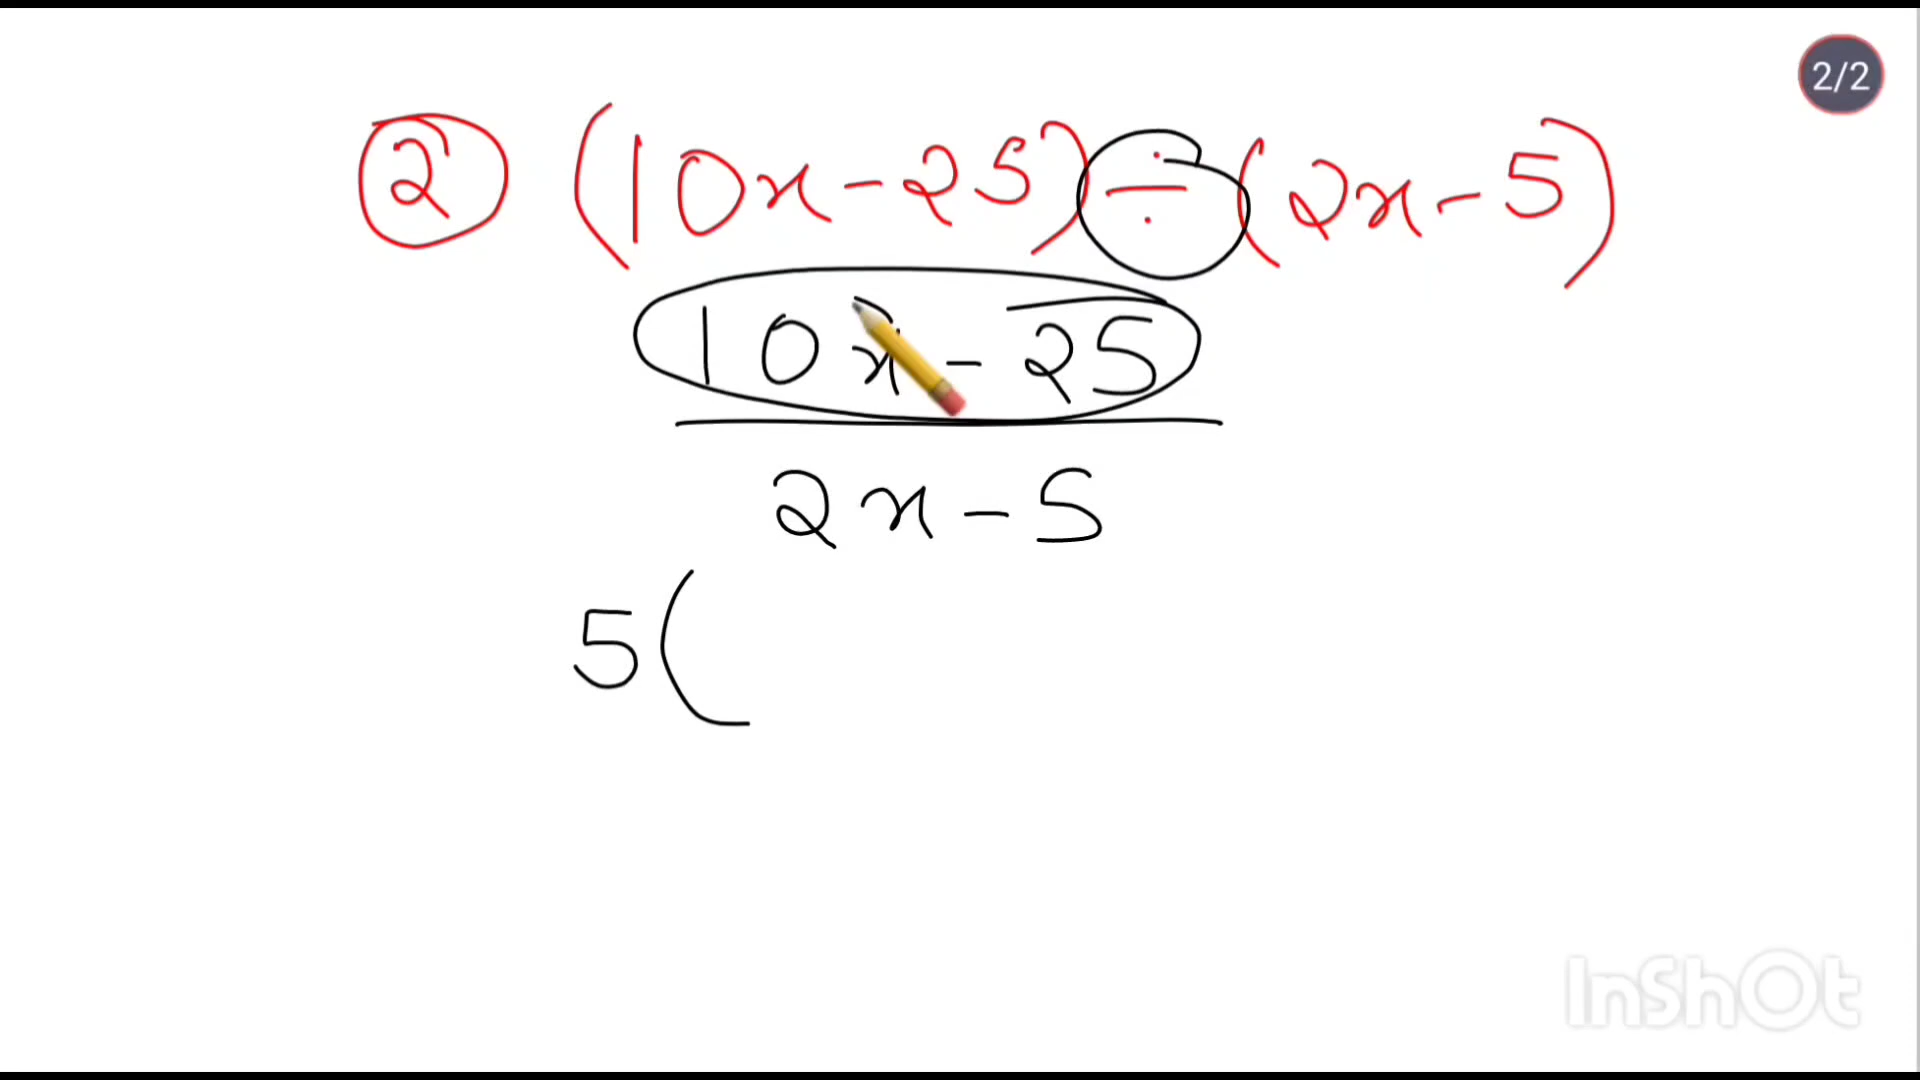 2/2
② (10x-25) ÷ (2x-5)
10x - 25
2x - 5
5(
InShOt